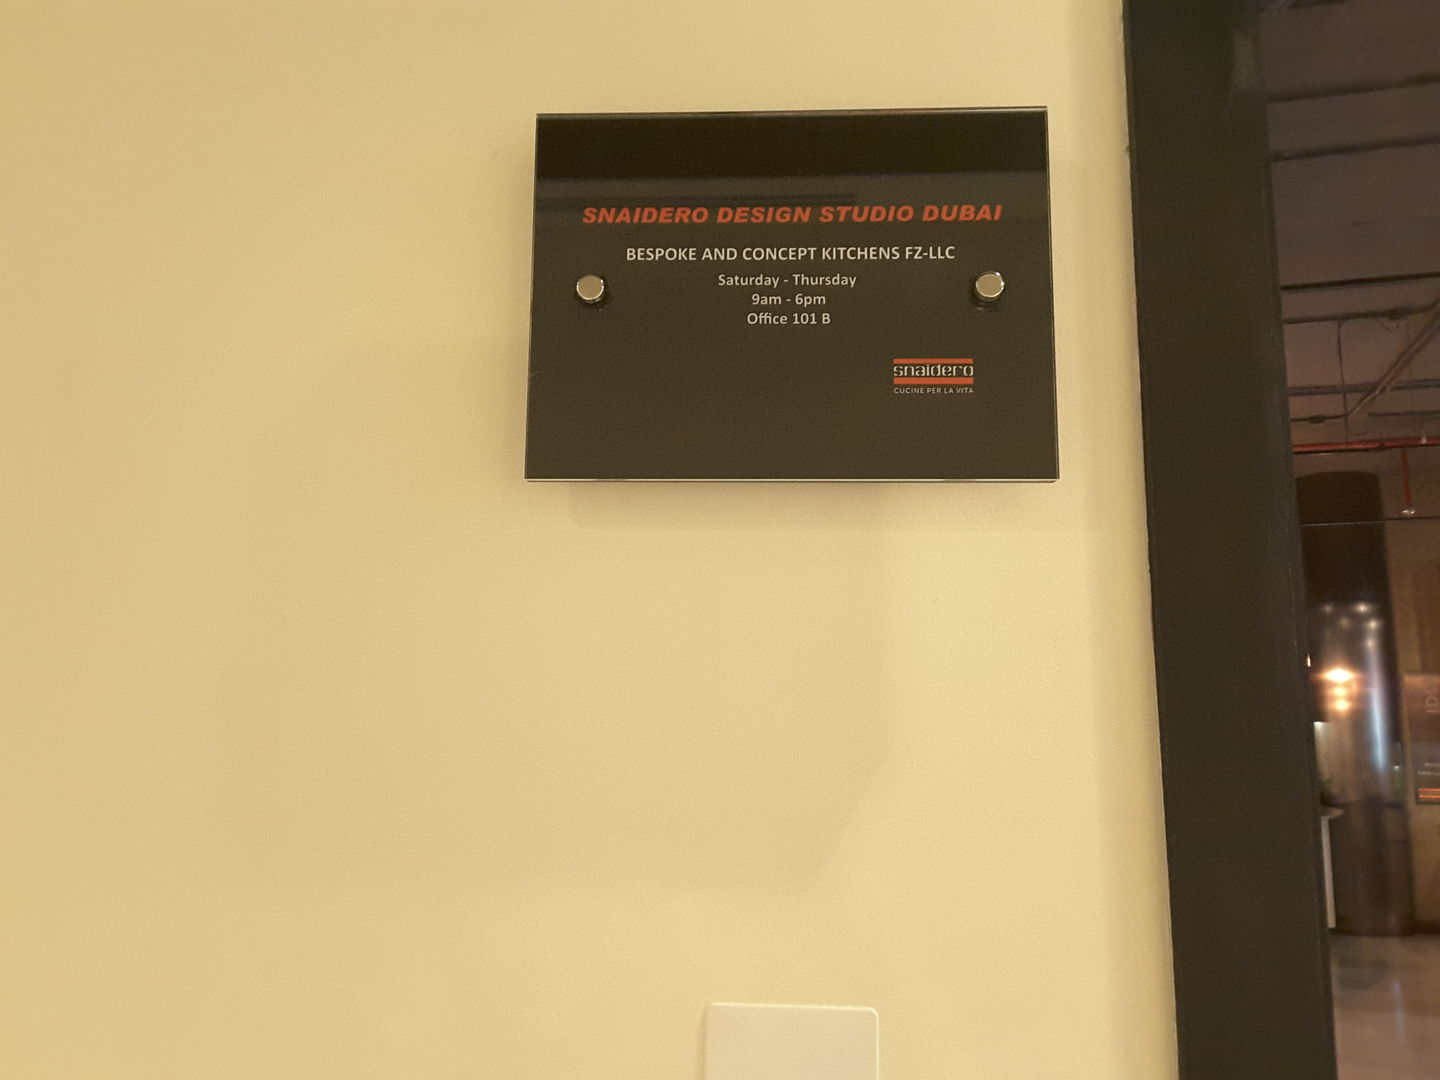 SNAIDERO DESIGN STUDIO DUBAI
BESPOKE AND CONCEPT KITCHENS FZ-LLC
Saturday - Thursday
9am - 6pm
Office 101 B
snaidero
CUCINE PER LA VITA